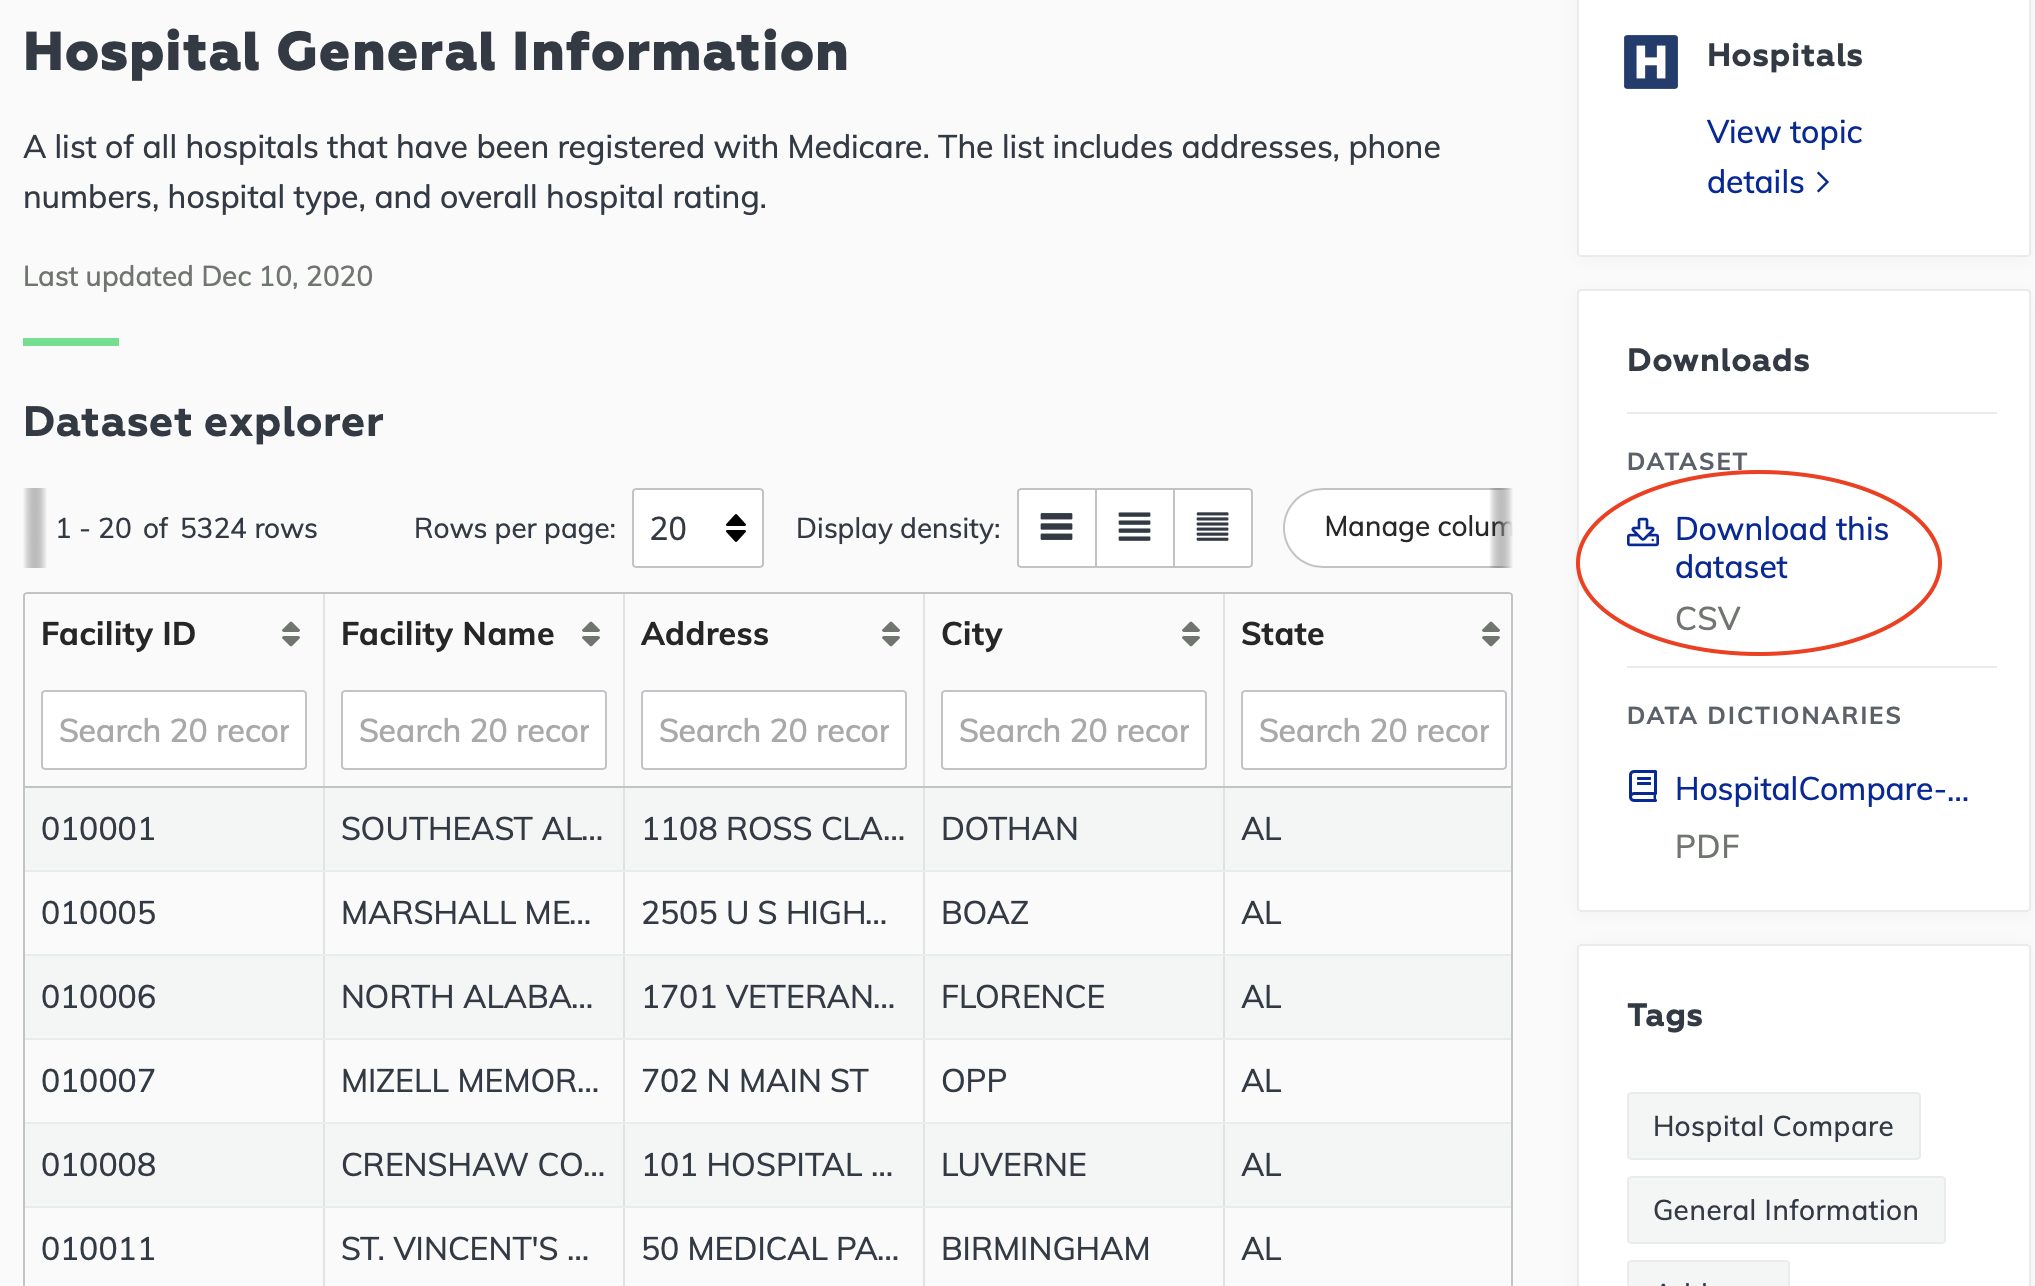 Hospital General Information
A list of all hospitals that have been registered with Medicare. The list includes addresses, phone
numbers, hospital type, and overall hospital rating.
Last updated Dec 10, 2020
Dataset explorer
1 - 20 of 5324 rows Rows per page: 20 Display density: Manage colum
Facility ID Facility Name Address City State
Search 20 recor Search 20 recor Search 20 recor Search 20 recor Search 20 recor
010001 SOUTHEAST AL... 1108 ROSS CLA... DOTHAN AL
010005 MARSHALL ME... 2505 U S HIGH... BOAZ AL
010006 NORTH ALABA... 1701 VETERAN... FLORENCE AL
010007 MIZELL MEMOR... 702 N MAIN ST OPP AL
010008 CRENSHAW CO... 101 HOSPITAL ... LUVERNE AL
010011 ST. VINCENT'S ... 50 MEDICAL PA... BIRMINGHAM AL
H Hospitals
View topic
details >
Downloads
DATASET
Download this
dataset
CSV
DATA DICTIONARIES
HospitalCompare-...
PDF
Tags
Hospital Compare
General Information